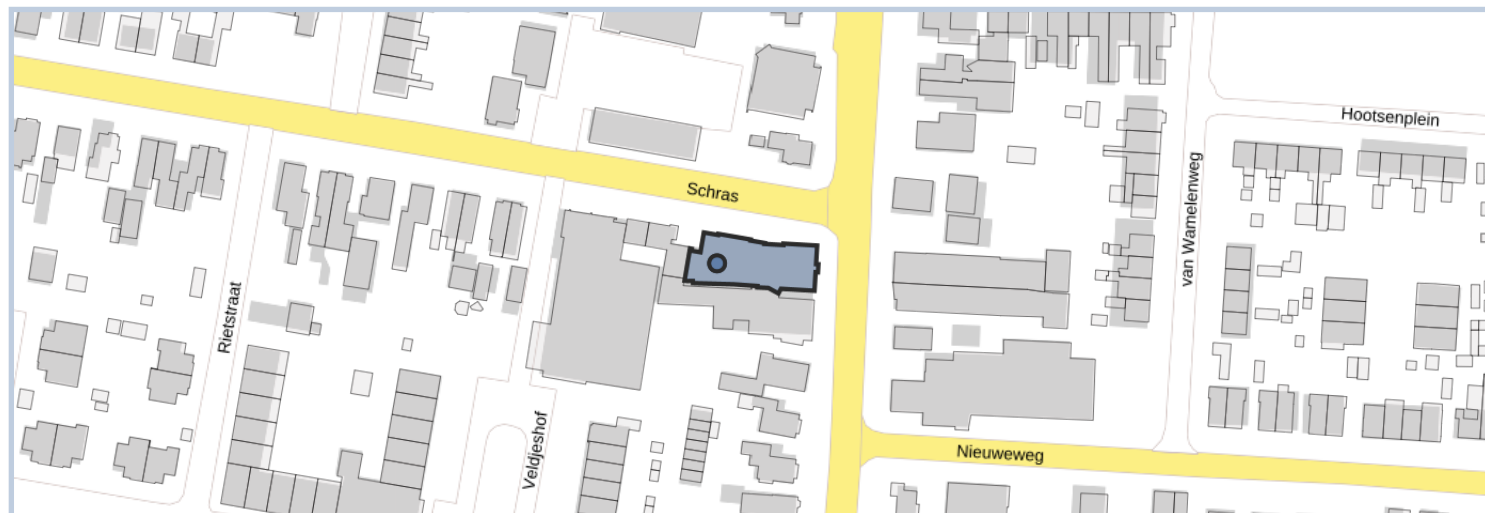 Hootsenplein
Schras
van Wamelenweg
Rietstraat
Veldjeshof
Nieuweweg